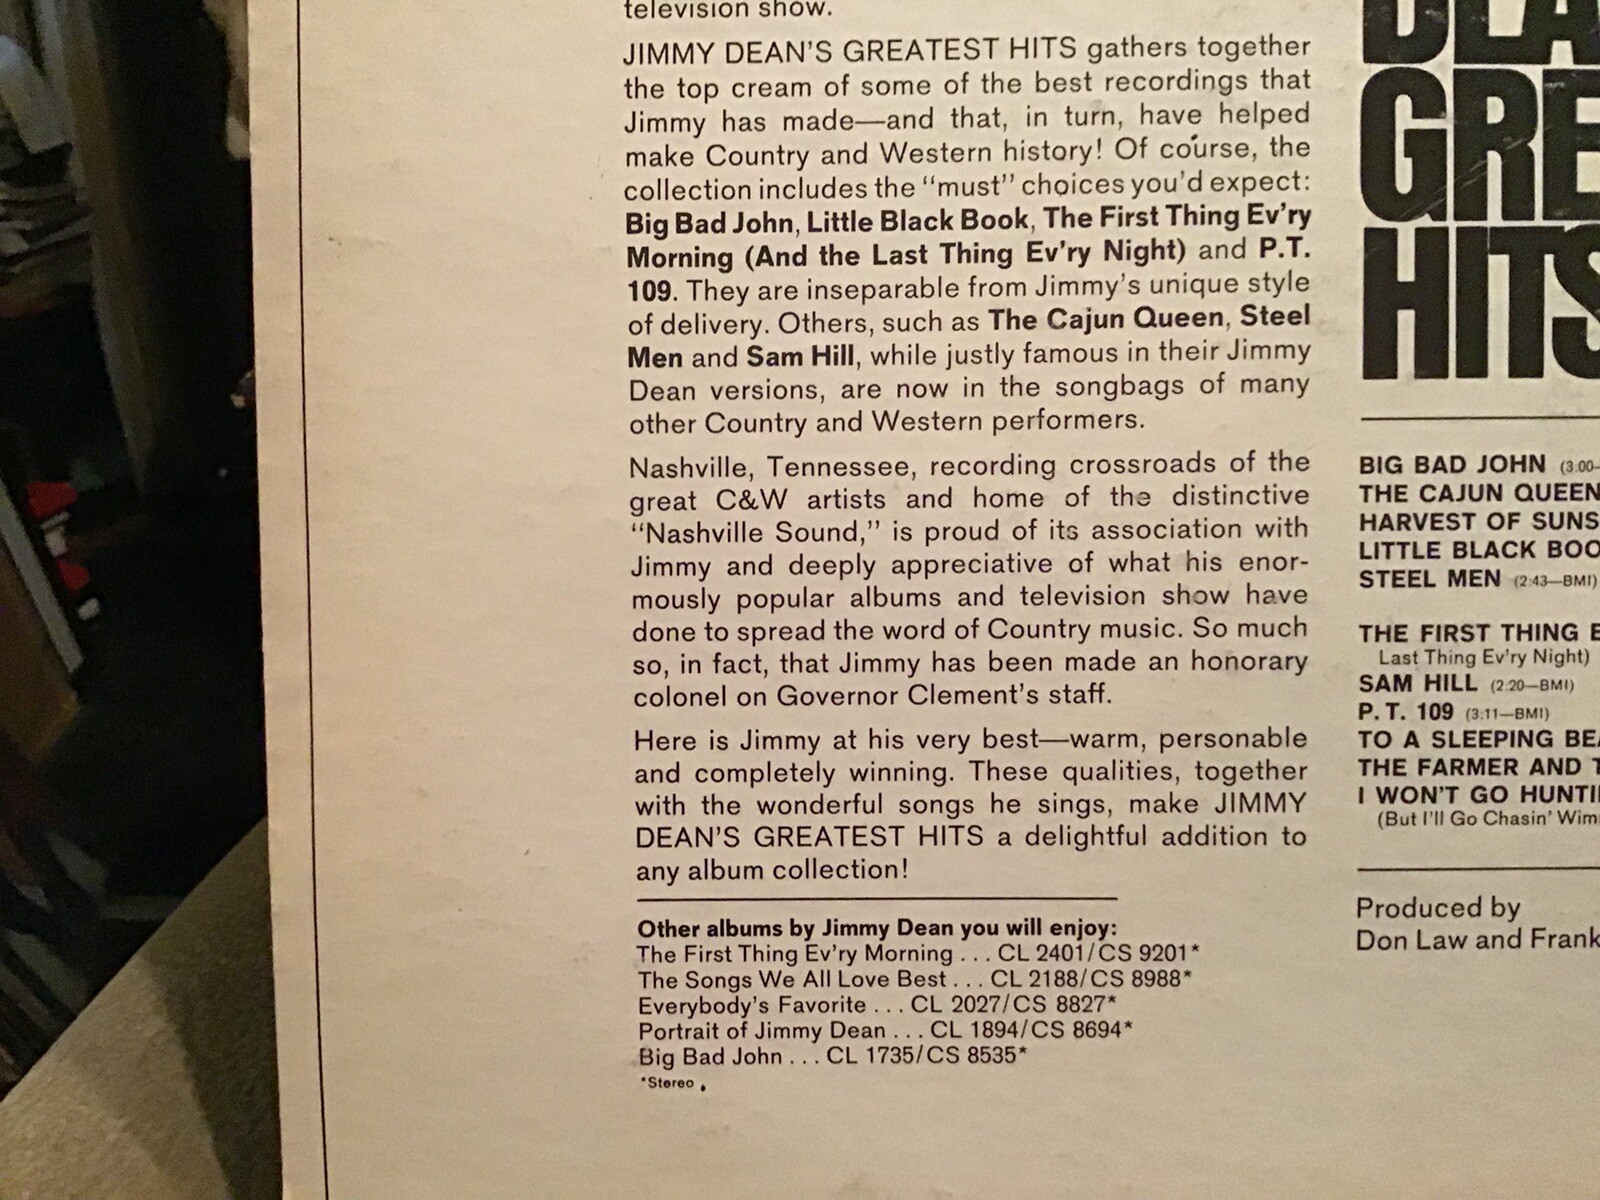 television show.
JIMMY DEAN'S GREATEST HITS gathers together
the top cream of some of the best recordings that
Jimmy has made—and that, in turn, have helped
make Country and Western history! Of course, the
collection includes the "must" choices you'd expect:
Big Bad John, Little Black Book, The First Thing Ev'ry
Morning (And the Last Thing Ev'ry Night) and P.T.
109. They are inseparable from Jimmy's unique style
of delivery. Others, such as The Cajun Queen, Steel
Men and Sam Hill, while justly famous in their Jimmy
Dean versions, are now in the songbags of many
other Country and Western performers.
Nashville, Tennessee, recording crossroads of the
great C&W artists and home of the distinctive
"Nashville Sound," is proud of its association with
Jimmy and deeply appreciative of what his enor-
mously popular albums and television show have
done to spread the word of Country music. So much
so, in fact, that Jimmy has been made an honorary
colonel on Governor Clement's staff.
Here is Jimmy at his very best—warm, personable
and completely winning. These qualities, together
with the wonderful songs he sings, make JIMMY
DEAN'S GREATEST HITS a delightful addition to
any album collection!
Other albums by Jimmy Dean you will enjoy:
The First Thing Ev'ry Morning . . . CL 2401/CS 9201*
The Songs We All Love Best . . . CL 2188/CS 8988*
Everybody's Favorite . . . CL 2027/CS 8827*
Portrait of Jimmy Dean . . . CL 1894/CS 8694*
Big Bad John . . . CL 1735/CS 8535*
*Stereo
DEA
GRE
HITS
BIG BAD JOHN (3:00—
THE CAJUN QUEEN
HARVEST OF SUNS
LITTLE BLACK BOO
STEEL MEN (2:43—BMI)
THE FIRST THING E
Last Thing Ev'ry Night)
SAM HILL (2:20—BMI)
P.T. 109 (3:11—BMI)
TO A SLEEPING BEA
THE FARMER AND T
I WON'T GO HUNTI
(But I'll Go Chasin' Wim
Produced by
Don Law and Frank